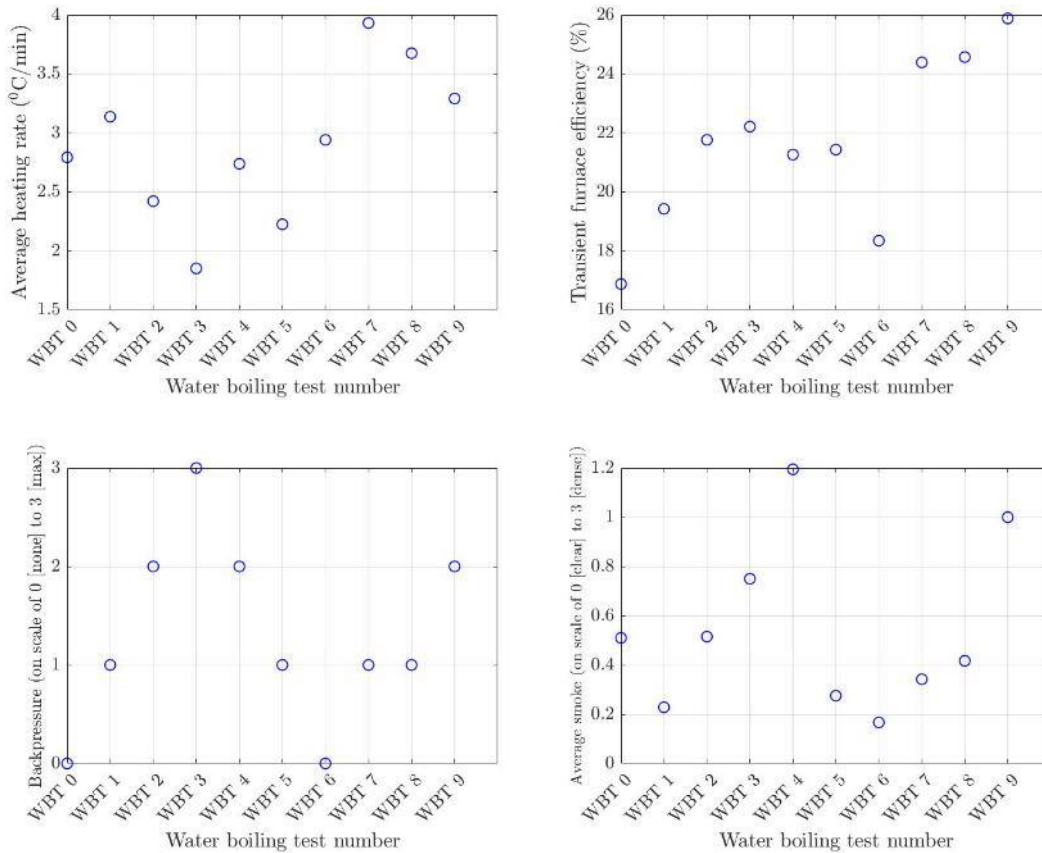 4
3.5
3
2.5
2
1.5
Average heating rate (⁰C/min)
WBT 0
WBT 1
WBT 2
WBT 3
WBT 4
WBT 5
WBT 6
WBT 7
WBT 8
WBT 9
Water boiling test number
26
24
22
20
18
16
Transient furnace efficiency (%)
WBT 0
WBT 1
WBT 2
WBT 3
WBT 4
WBT 5
WBT 6
WBT 7
WBT 8
WBT 9
Water boiling test number
3
2
1
0
Backpressure (on scale of 0 [none] to 3 [max])
WBT 0
WBT 1
WBT 2
WBT 3
WBT 4
WBT 5
WBT 6
WBT 7
WBT 8
WBT 9
Water boiling test number
1.2
1
0.8
0.6
0.4
0.2
0
Average smoke (on scale of 0 [clear] to 3 [dense])
WBT 0
WBT 1
WBT 2
WBT 3
WBT 4
WBT 5
WBT 6
WBT 7
WBT 8
WBT 9
Water boiling test number